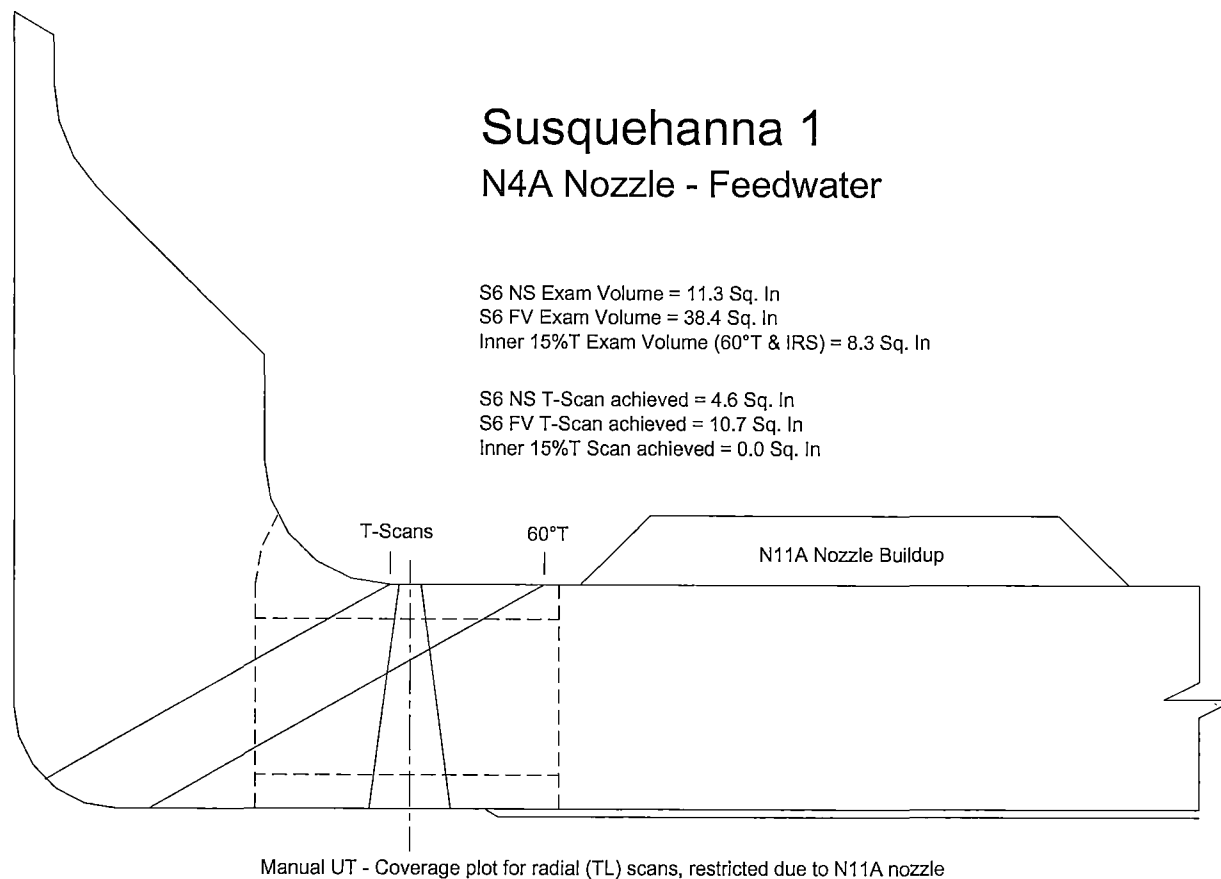 Susquehanna 1
N4A Nozzle - Feedwater
S6 NS Exam Volume = 11.3 Sq. In
S6 FV Exam Volume = 38.4 Sq. In
Inner 15%T Exam Volume (60°T & IRS) = 8.3 Sq. In
S6 NS T-Scan achieved = 4.6 Sq. In
S6 FV T-Scan achieved = 10.7 Sq. In
Inner 15%T Scan achieved = 0.0 Sq. In
T-Scans
60°T
N11A Nozzle Buildup
Manual UT - Coverage plot for radial (TL) scans, restricted due to N11A nozzle